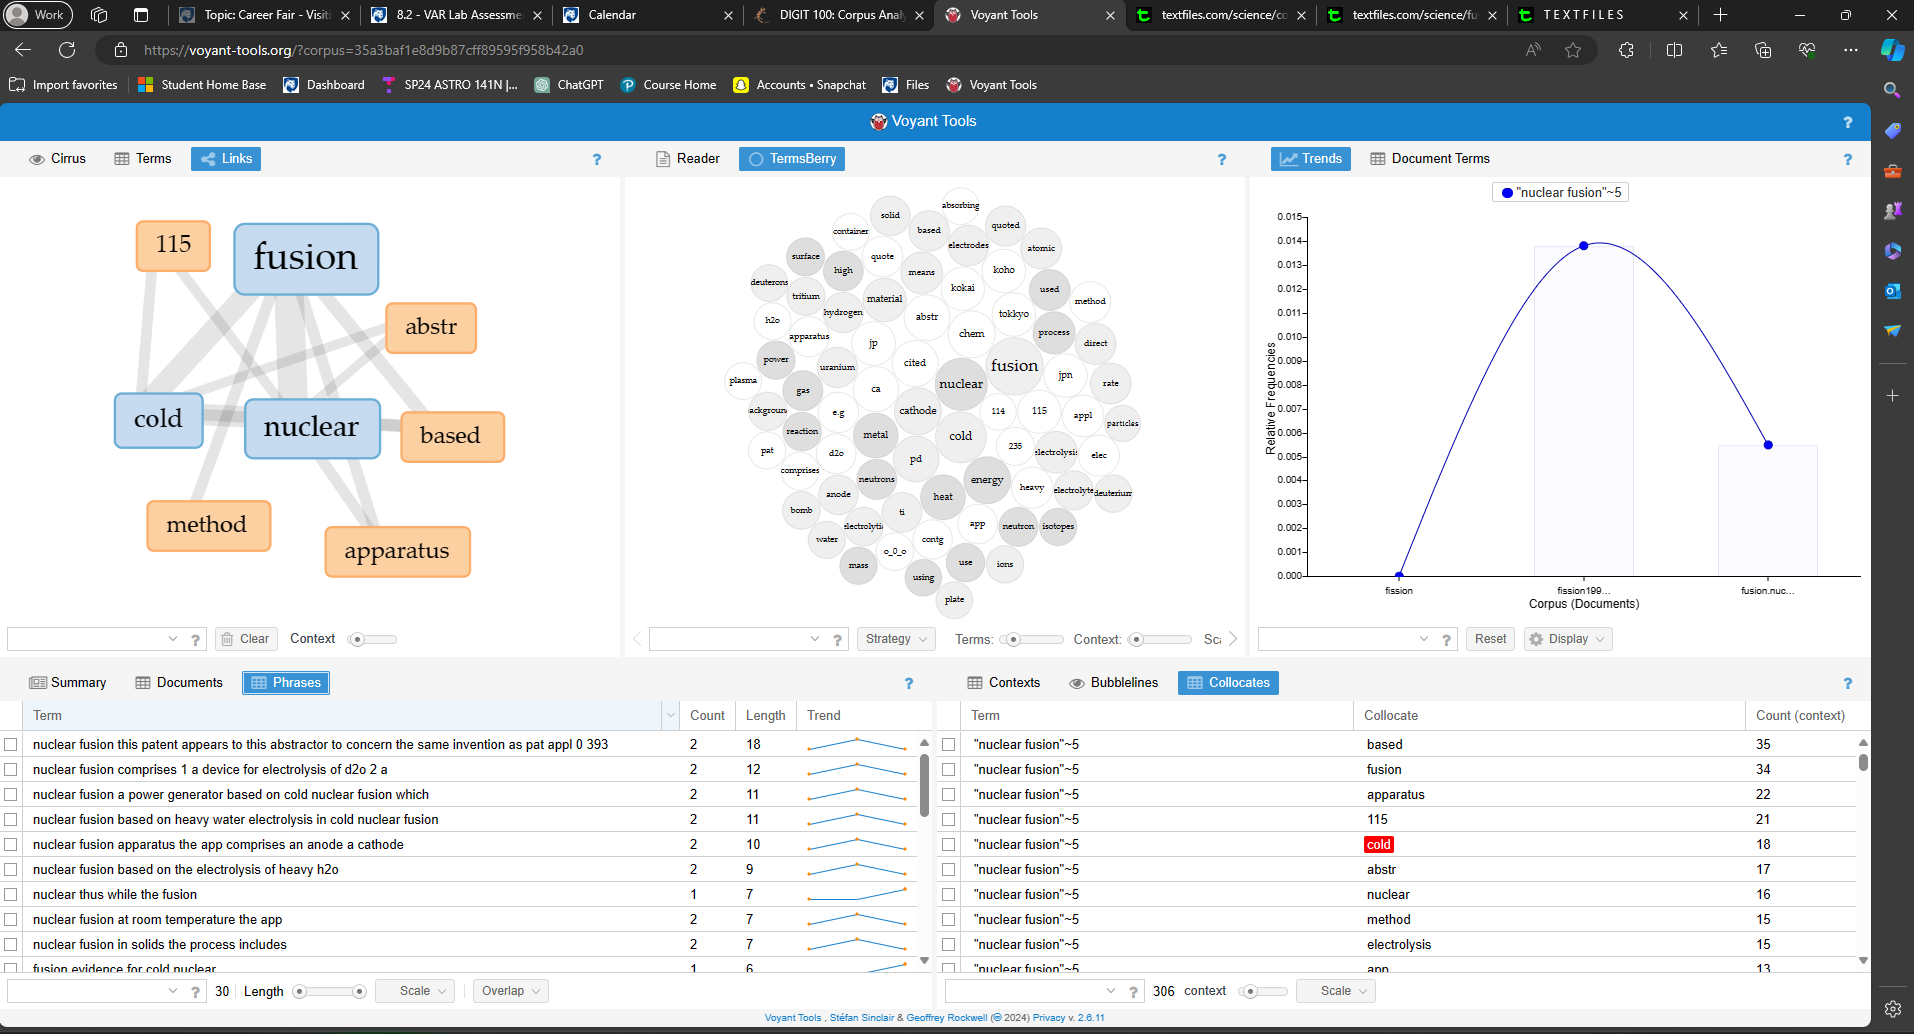 Work
Topic: Career Fair - Visiti
8.2 - VAR Lab Assessme
Calendar
DIGIT 100: Corpus Anal
Voyant Tools
textfiles.com/science/co
textfiles.com/science/fu
T E X T F I L E S
https://voyant-tools.org/?corpus=35a3baf1e8d9b87cff89595f958b42a0
Import favorites
Student Home Base
Dashboard
SP24 ASTRO 141N |...
ChatGPT
Course Home
Accounts • Snapchat
Files
Voyant Tools
Voyant Tools
?
Cirrus
Terms
Links
?
115
fusion
abstr
cold
nuclear
based
method
apparatus
?
Clear
Context
Reader
TermsBerry
?
absorbing
solid
container
based
quoted
electrodes
atomic
surface
quote
high
means
koho
deuterons
tritium
material
kokai
used
method
hydrogen
h2o
abstr
tokkyo
apparatus
jp
chem
process
direct
power
uranium
cited
fusion
plasma
gas
ca
nuclear
jpn
rate
ackgroun
e.g
cathode
114
115
appl
particles
reaction
metal
cold
235
pat
d2o
pd
electrolysis
elec
comprises
neutrons
energy
heavy
electrolyte
deuterium
anode
heat
bomb
ti
app
neutron
isotopes
water
electrolytic
contg
o_0_o
mass
using
use
ions
plate
?
Strategy
Terms:
Context:
Sca
Trends
Document Terms
?
"nuclear fusion"~5
0.015
0.014
0.013
0.012
0.011
0.010
0.009
0.008
0.007
0.006
0.005
0.004
0.003
0.002
0.001
0.000
Relative Frequencies
fission
fission199...
fusion.nuc...
Corpus (Documents)
?
Reset
Display
Summary
Documents
Phrases
?
Term
Count
Length
Trend
nuclear fusion this patent appears to this abstractor to concern the same invention as pat appl 0 393 2 18
nuclear fusion comprises 1 a device for electrolysis of d2o 2 a 2 12
nuclear fusion a power generator based on cold nuclear fusion which 2 11
nuclear fusion based on heavy water electrolysis in cold nuclear fusion 2 11
nuclear fusion apparatus the app comprises an anode a cathode 2 10
nuclear fusion based on the electrolysis of heavy h2o 2 9
nuclear thus while the fusion 1 7
nuclear fusion at room temperature the app 2 7
nuclear fusion in solids the process includes 2 7
fusion evidence for cold nuclear 1 6
?
30
Length
Scale
Overlap
Contexts
Bubblelines
Collocates
?
Term
Collocate
Count (context)
"nuclear fusion"~5 based 35
"nuclear fusion"~5 fusion 34
"nuclear fusion"~5 apparatus 22
"nuclear fusion"~5 115 21
"nuclear fusion"~5 cold 18
"nuclear fusion"~5 abstr 17
"nuclear fusion"~5 nuclear 16
"nuclear fusion"~5 method 15
"nuclear fusion"~5 electrolysis 15
"nuclear fusion"~5 app 13
?
306
context
Scale
Voyant Tools , Stéfan Sinclair & Geoffrey Rockwell (© 2024) Privacy v. 2.6.11